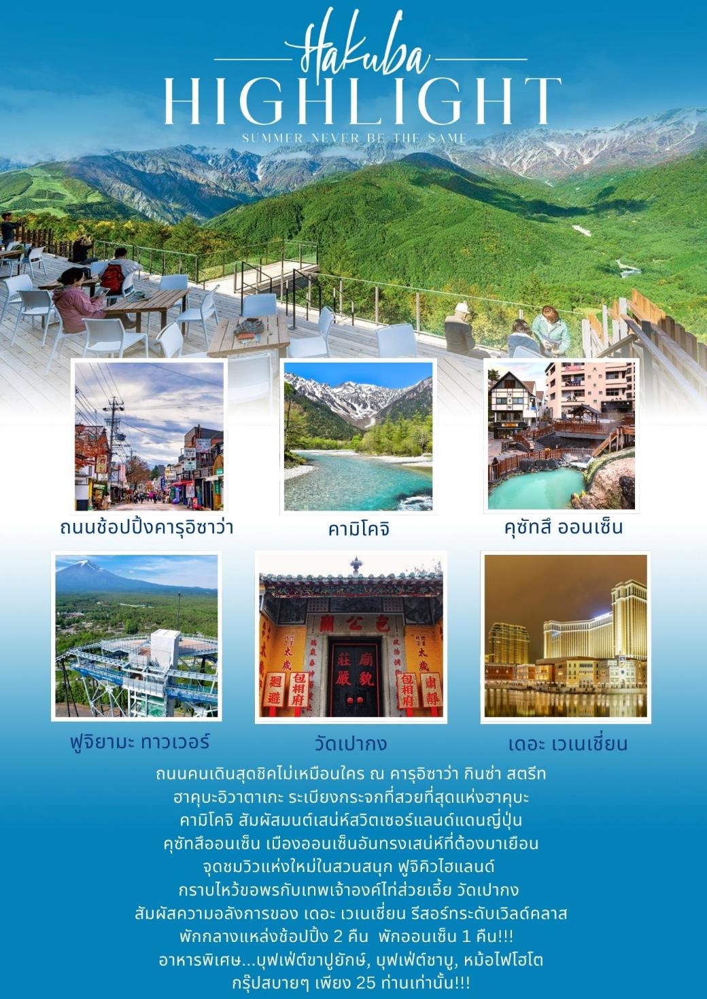 Hakuba
HIGHLIGHT
SUMMER NEVER BE THE SAME
ถนนช้อปปิ้งคารุอิซาว่า
คามิโคจิ
คุซัทสึ ออนเซ็น
ฟูจิยามะ ทาวเวอร์
วัดเปากง
เดอะ เวเนเชี่ยน
包公廟
廟貌
莊嚴
太歲
太歲
迴避
包相府
包相府
肅靜
ถนนคนเดินสุดชิคไม่เหมือนใคร ณ คารุอิซาว่า กินซ่า สตรีท
ฮาคุบะอิวาตาเกะ ระเบียงกระจกที่สวยที่สุดแห่งฮาคุบะ
คามิโคจิ สัมผัสมนต์เสน่ห์สวิตเซอร์แลนด์แดนญี่ปุ่น
คุซัทสึออนเซ็น เมืองออนเซ็นอันทรงเสน่ห์ที่ต้องมาเยือน
จุดชมวิวแห่งใหม่ในสวนสนุก ฟูจิคิวไฮแลนด์
กราบไหว้ขอพรกับเทพเจ้าองค์ไท่ส่วยเอี้ย วัดเปากง
สัมผัสความอลังการของ เดอะ เวเนเชี่ยน รีสอร์ทระดับเวิลด์คลาส
พักกลางแหล่งช้อปปิ้ง 2 คืน พักออนเซ็น 1 คืน!!!
อาหารพิเศษ...บุฟเฟ่ต์ขาปูยักษ์, บุฟเฟ่ต์ชาบู, หม้อไฟโฮโต
กรุ๊ปสบายๆ เพียง 25 ท่านเท่านั้น!!!